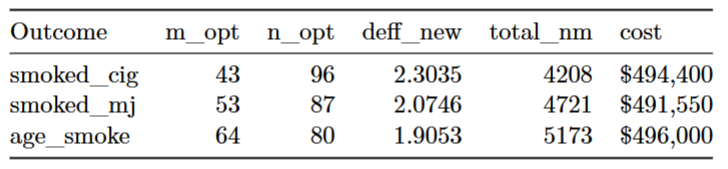 Outcome m_opt n_opt deff_new total_nm cost
smoked_cig 43 96 2.3035 4208 $494,400
smoked_mj 53 87 2.0746 4721 $491,550
age_smoke 64 80 1.9053 5173 $496,000